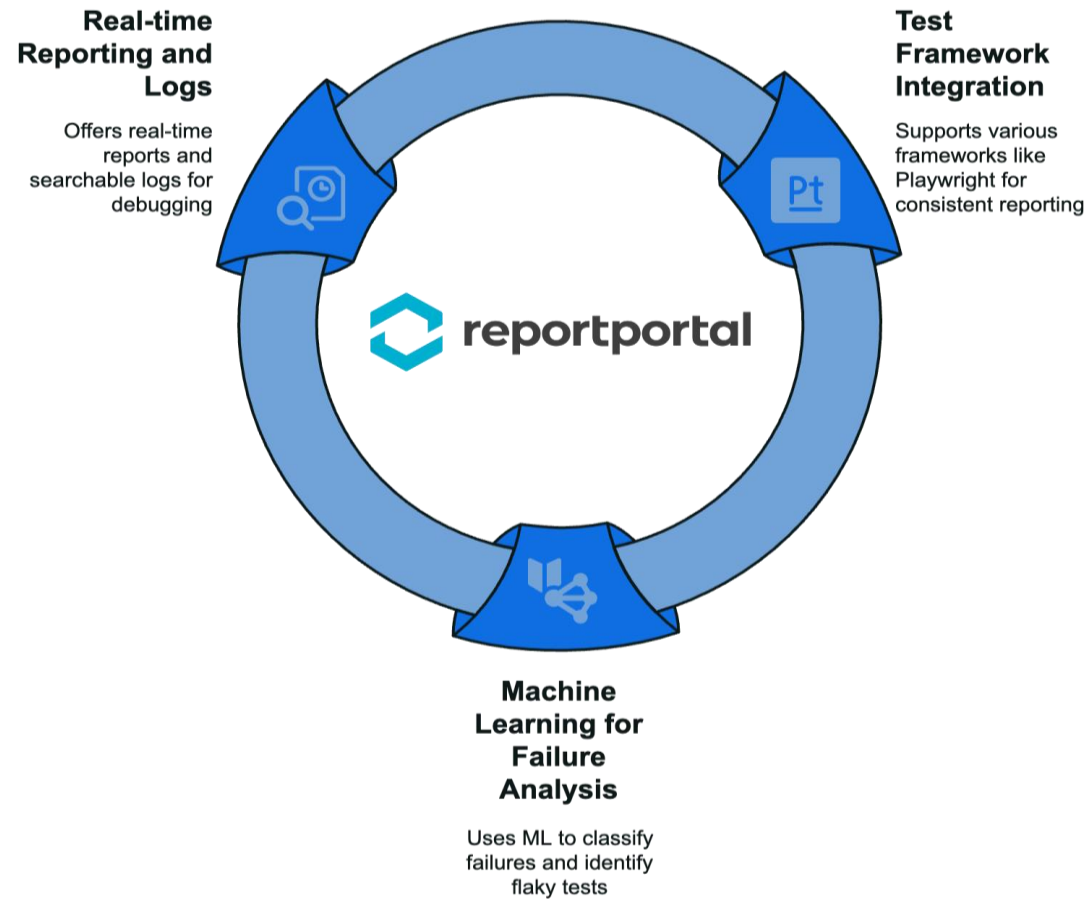 Real-time
Reporting and
Logs
Offers real-time
reports and
searchable logs for
debugging
Test
Framework
Integration
Supports various
frameworks like
Playwright for
consistent reporting
Pt
reportportal
Machine
Learning for
Failure
Analysis
Uses ML to classify
failures and identify
flaky tests